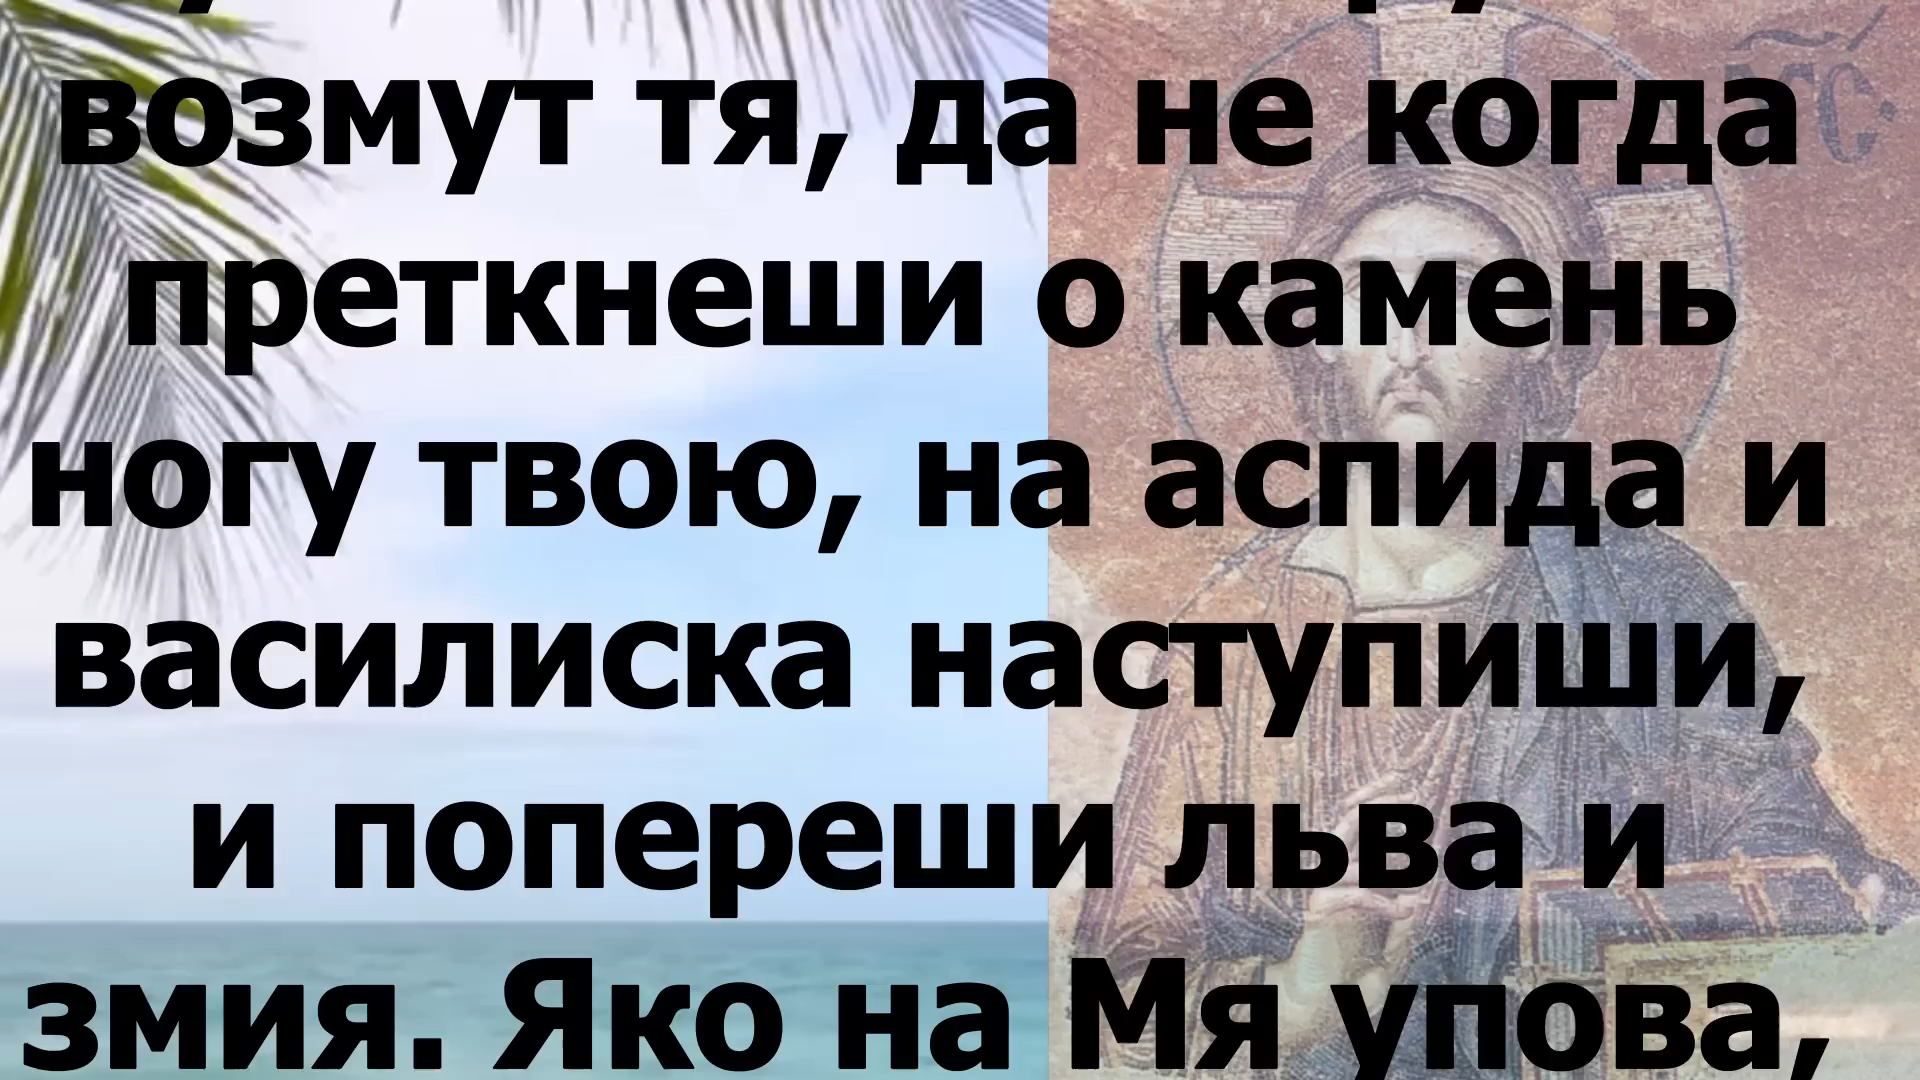 возмут тя, да не когда
преткнеши о камень
ногу твою, на аспида и
василиска наступиши,
и попереши льва и
змия. Яко на Мя упова,